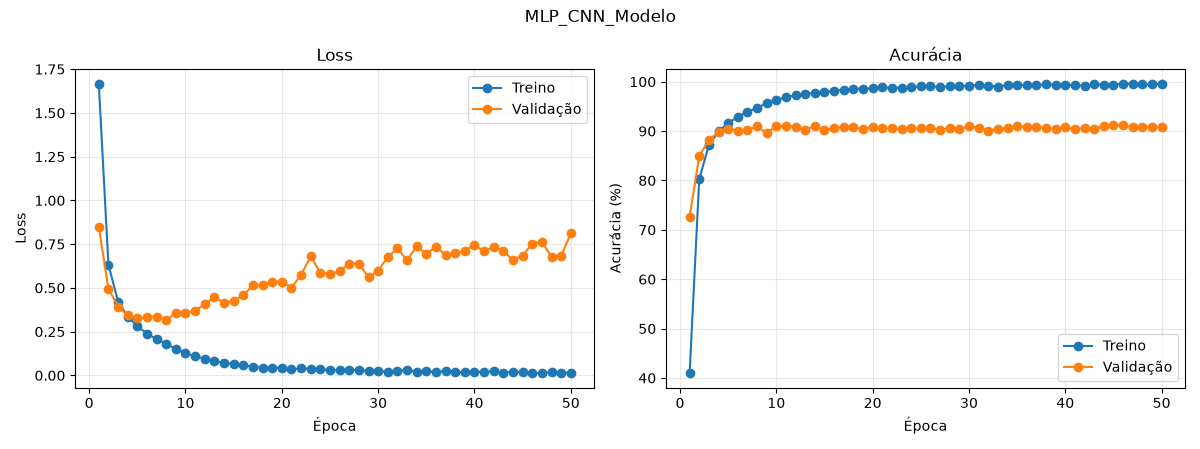 MLP_CNN_Modelo
Loss
1.75
1.50
1.25
1.00
0.75
0.50
0.25
0.00
Loss
0 10 20 30 40 50
Época
Treino
Validação
Acurácia
100
90
80
70
60
50
40
Acurácia (%)
0 10 20 30 40 50
Época
Treino
Validação